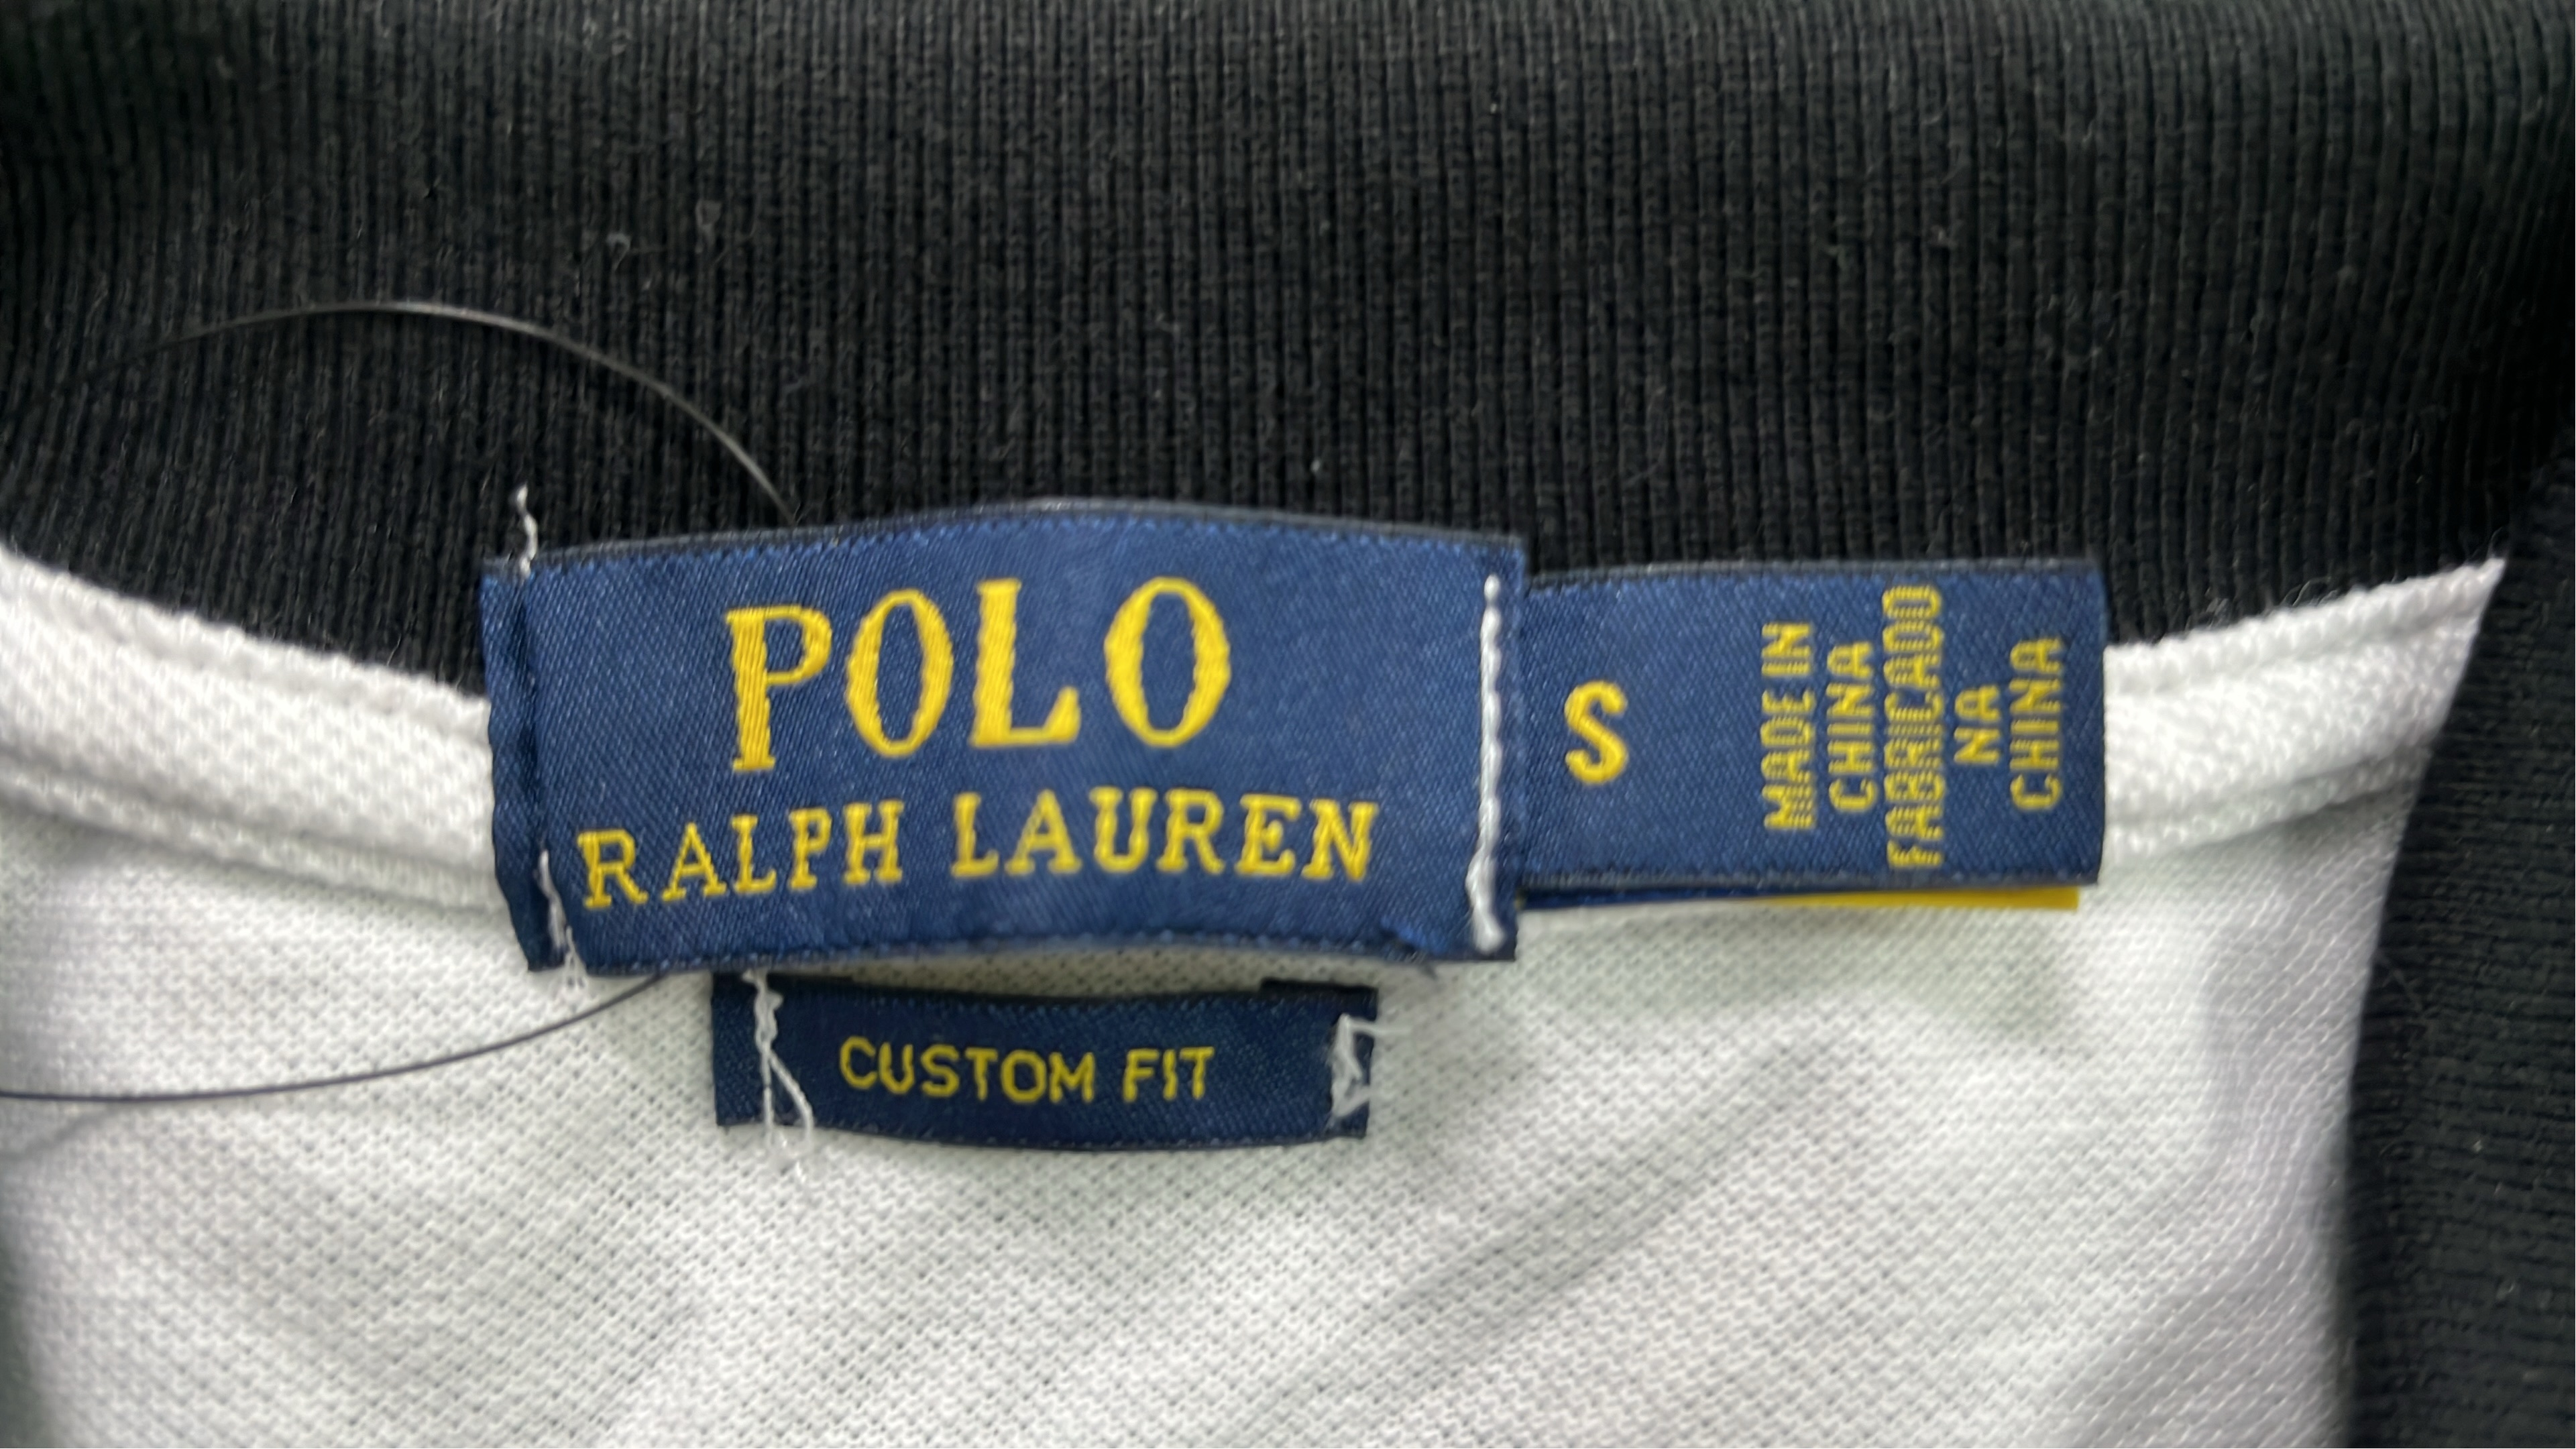 POLO
RALPH LAUREN
S
MADE IN
CHINA
FABRICADO
NA
CHINA
CUSTOM FIT